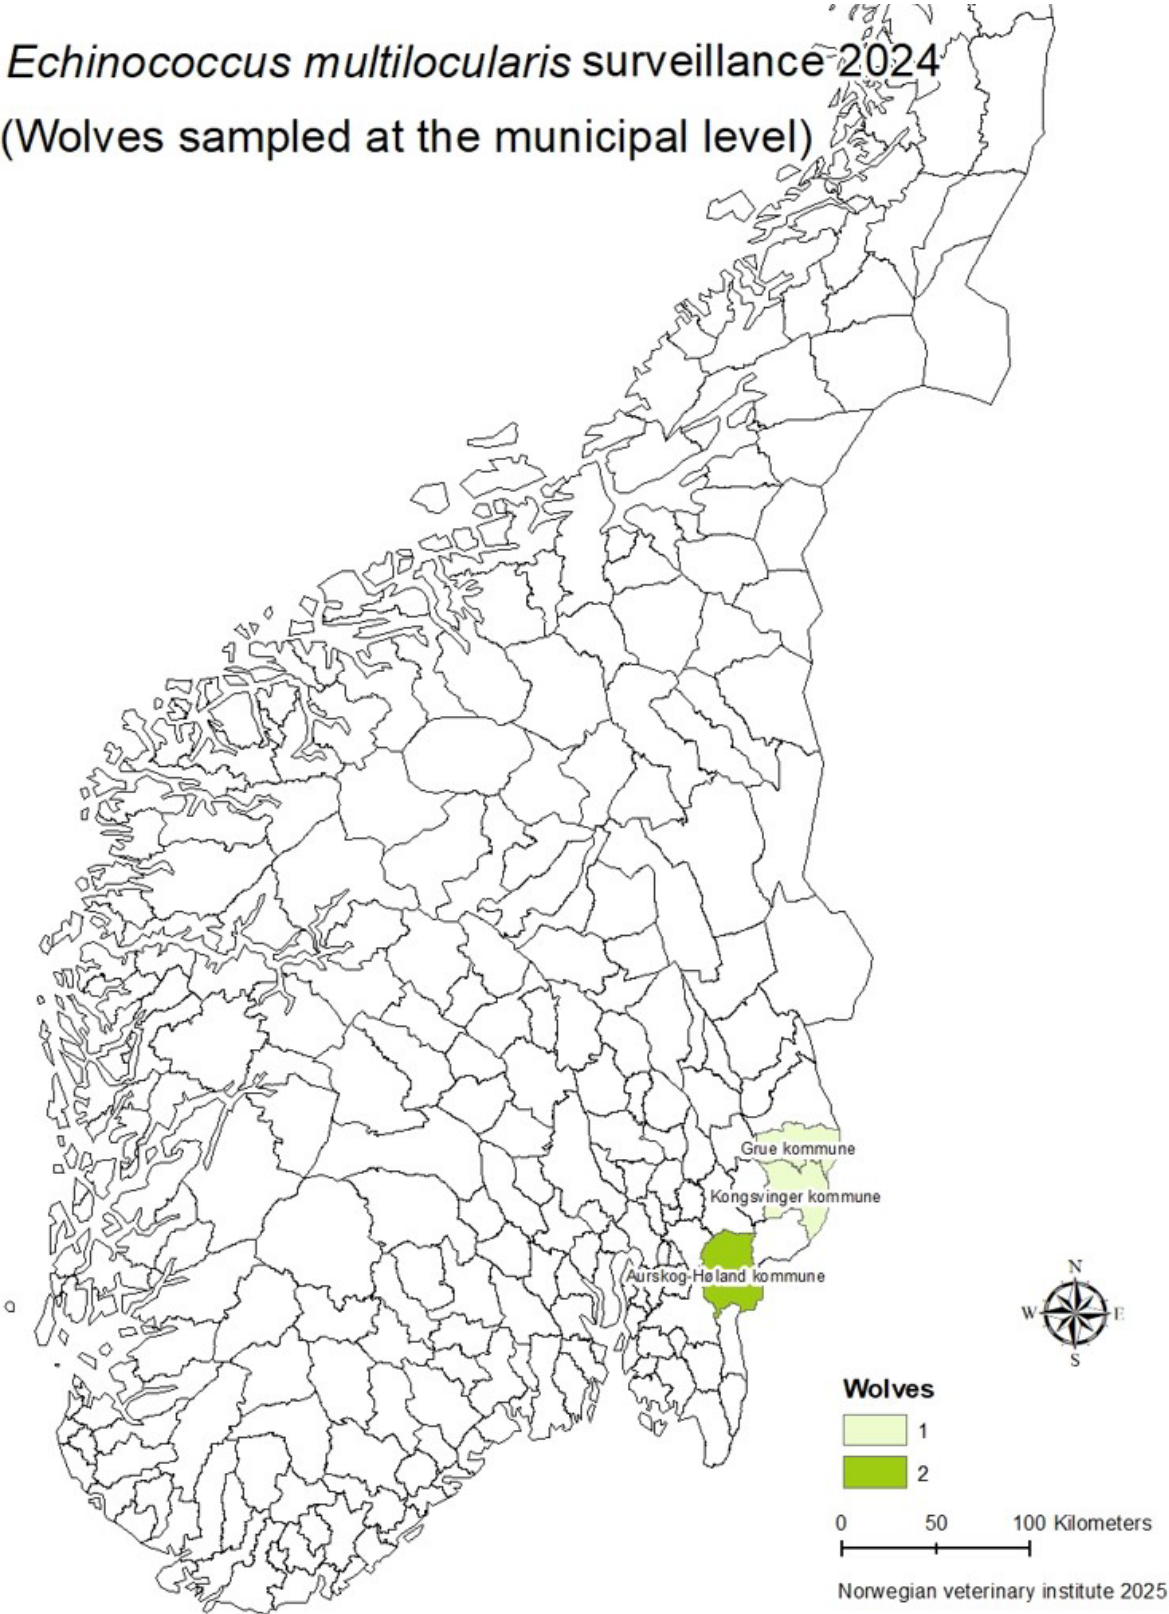 Echinococcus multilocularis surveillance 2024
(Wolves sampled at the municipal level)
Grue kommune
Kongsvinger kommune
Aurskog-Høland kommune
N
W E
S
Wolves
1
2
0 50 100 Kilometers
Norwegian veterinary institute 2025